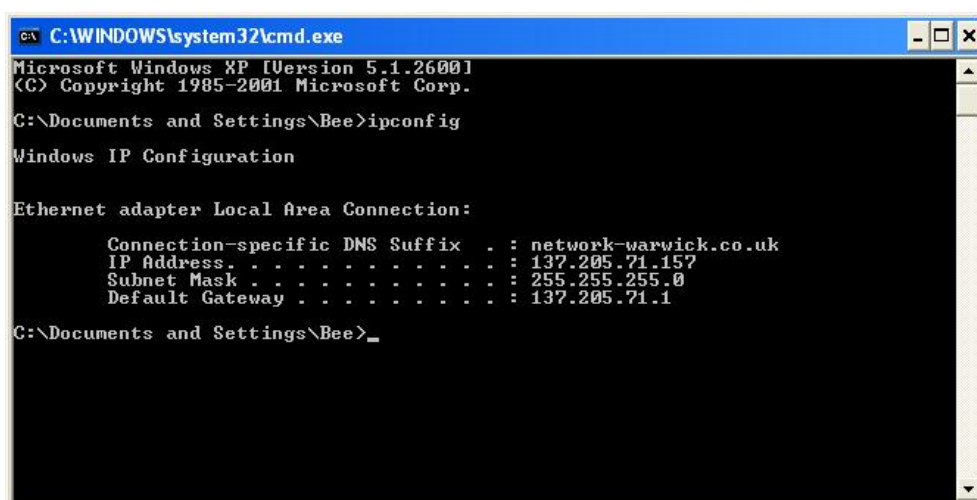 C:\WINDOWS\system32\cmd.exe
Microsoft Windows XP [Version 5.1.2600]
(C) Copyright 1985-2001 Microsoft Corp.
C:\Documents and Settings\Bee>ipconfig
Windows IP Configuration
Ethernet adapter Local Area Connection:
Connection-specific DNS Suffix  . : network-warwick.co.uk
IP Address. . . . . . . . . . . . : 137.205.71.157
Subnet Mask . . . . . . . . . . . : 255.255.255.0
Default Gateway . . . . . . . . . : 137.205.71.1
C:\Documents and Settings\Bee>_